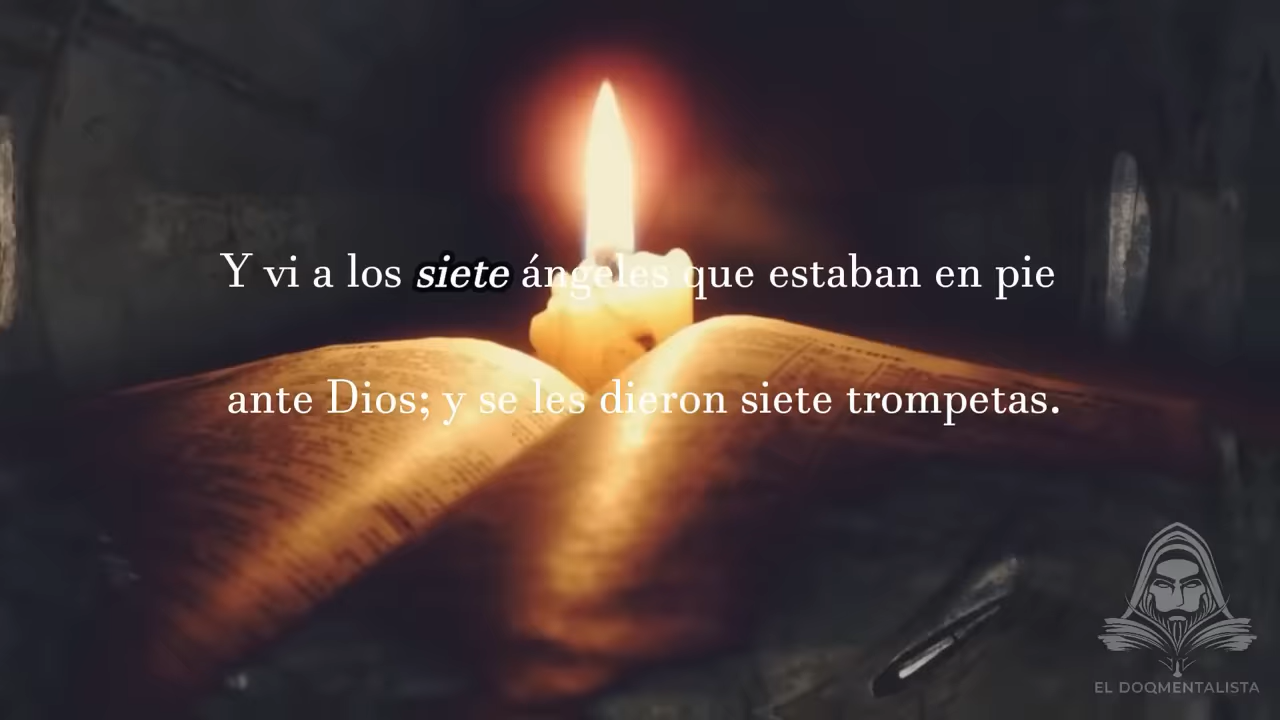 Y vi a los siete ángeles que estaban en pie
ante Dios; y se les dieron siete trompetas.
EL DOQMENTALISTA